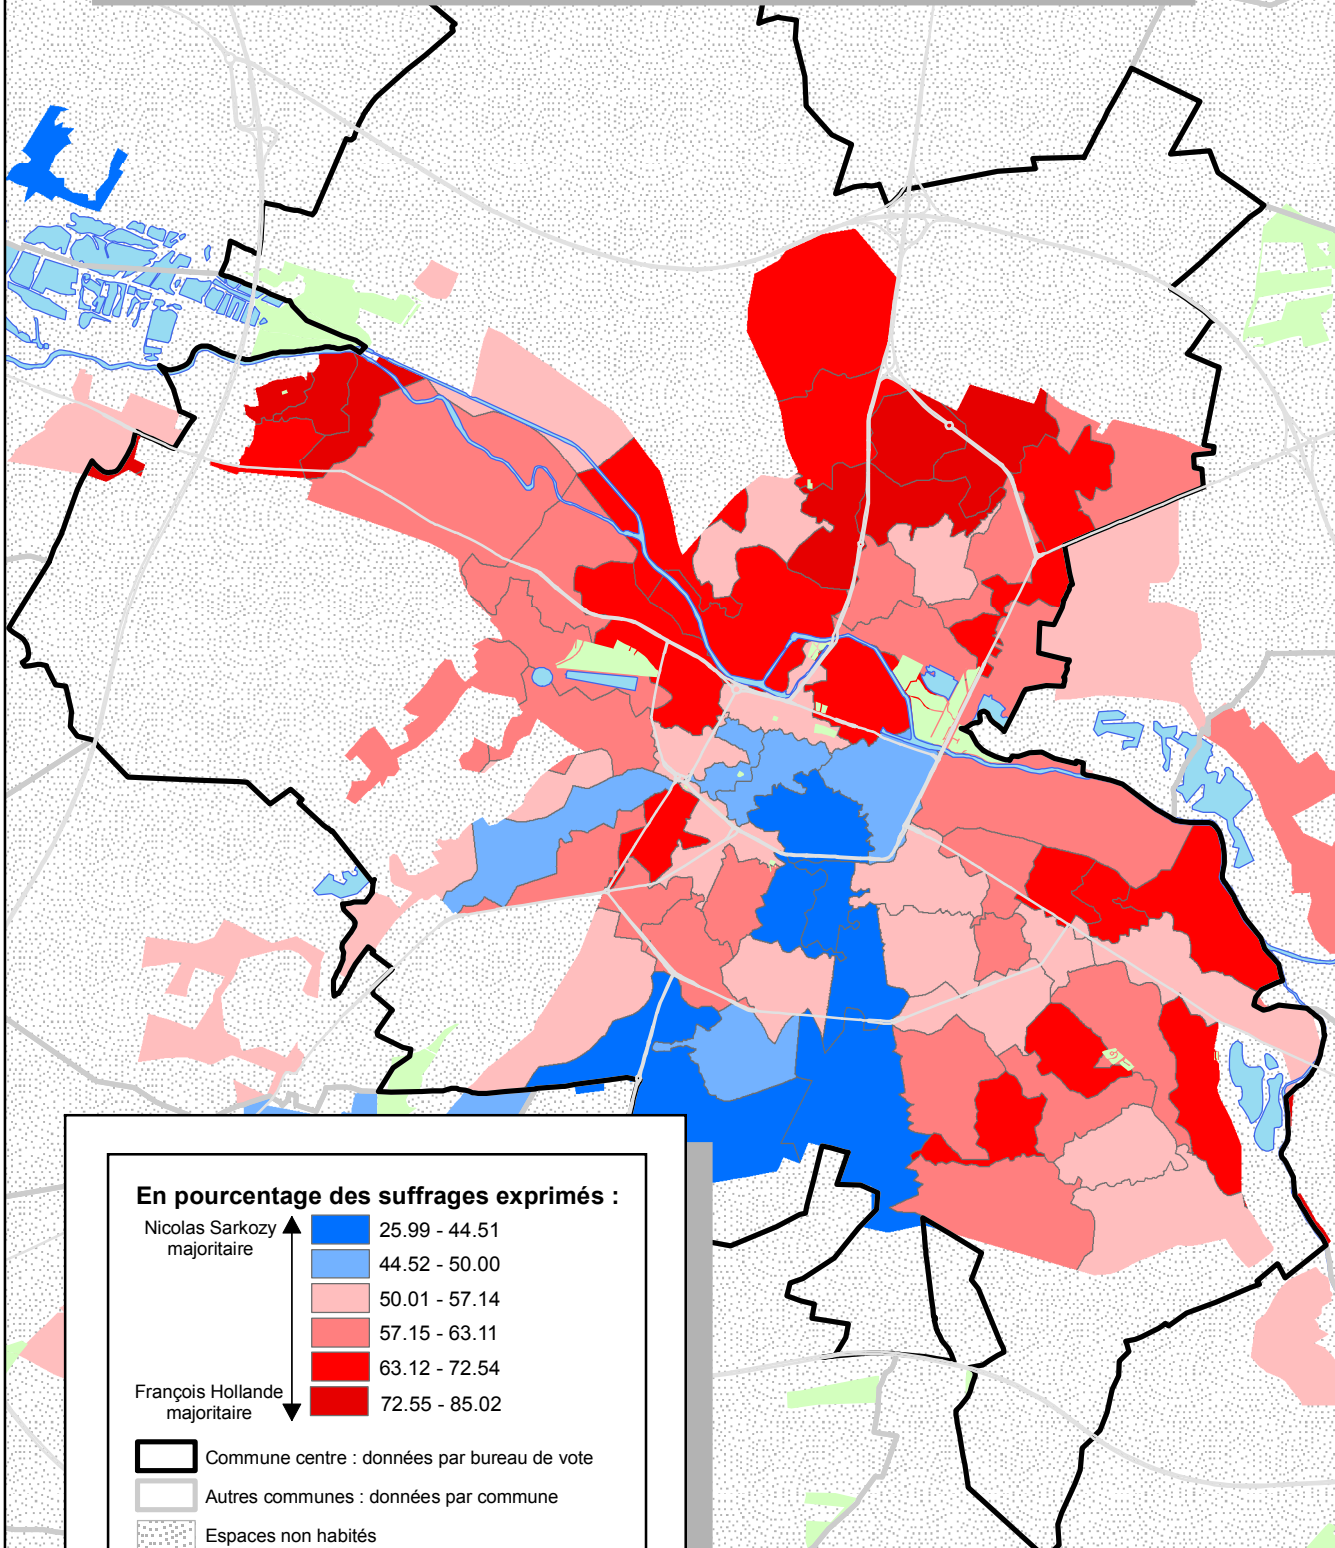 En pourcentage des suffrages exprimés :
Nicolas Sarkozy
majoritaire
25.99 - 44.51
44.52 - 50.00
50.01 - 57.14
57.15 - 63.11
63.12 - 72.54
72.55 - 85.02
François Hollande
majoritaire
Commune centre : données par bureau de vote
Autres communes : données par commune
Espaces non habités